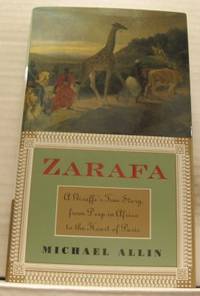 ZARAFA
A Giraffe's True Story,
from Deep in Africa
to the Heart of Paris
MICHAEL ALLIN